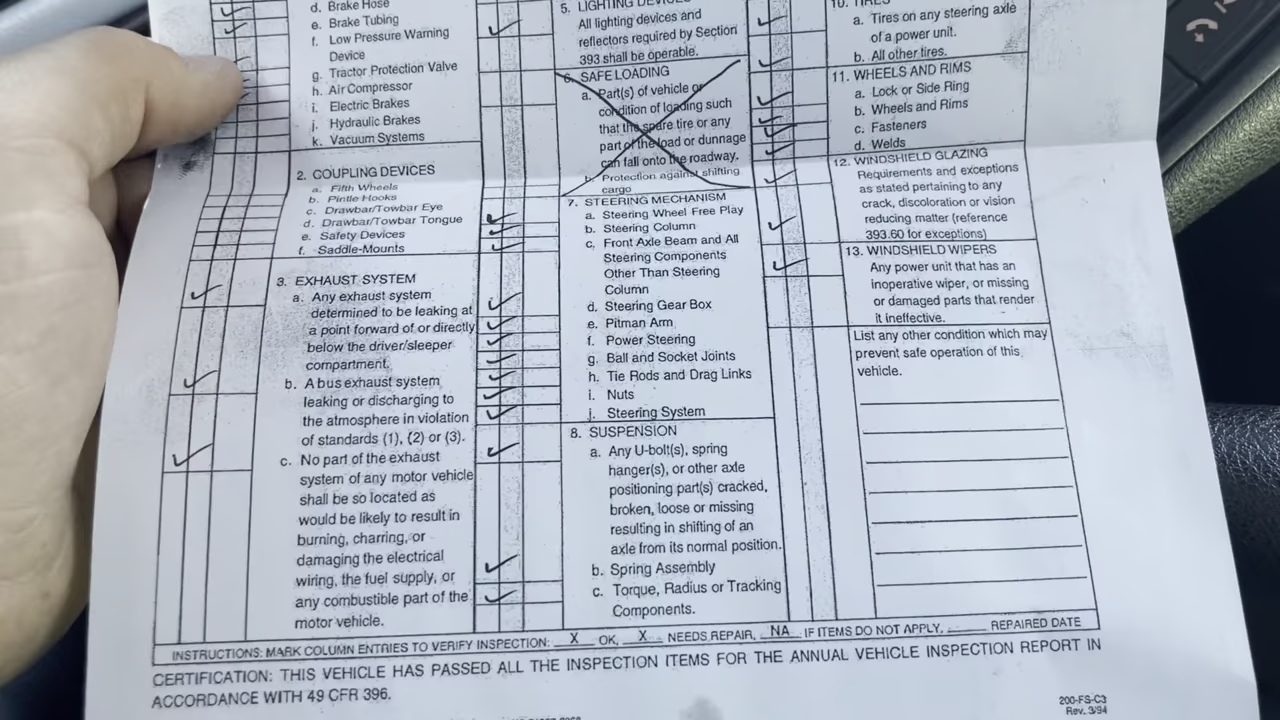 d. Brake Hose
e. Brake Tubing
f. Low Pressure Warning
Device
g. Tractor Protection Valve
h. Air Compressor
i. Electric Brakes
j. Hydraulic Brakes
k. Vacuum Systems
2. COUPLING DEVICES
a. Fifth Wheels
b. Pintle Hooks
c. Drawbar/Towbar Eye
d. Drawbar/Towbar Tongue
e. Safety Devices
f. Saddle-Mounts
3. EXHAUST SYSTEM
a. Any exhaust system
determined to be leaking at
a point forward of or directly
below the driver/sleeper
compartment.
b. A bus exhaust system
leaking or discharging to
the atmosphere in violation
of standards (1), (2) or (3).
c. No part of the exhaust
system of any motor vehicle
shall be so located as
would be likely to result in
burning, charring, or
damaging the electrical
wiring, the fuel supply, or
any combustible part of the
motor vehicle.
5. LIGHTING DEVICES
All lighting devices and
reflectors required by Section
393 shall be operable.
6. SAFE LOADING
a. Part(s) of vehicle or
condition of loading such
that the spare tire or any
part of the load or dunnage
can fall onto the roadway.
b. Protection against shifting
cargo
7. STEERING MECHANISM
a. Steering Wheel Free Play
b. Steering Column
c. Front Axle Beam and All
Steering Components
Other Than Steering
Column
d. Steering Gear Box
e. Pitman Arm
f. Power Steering
g. Ball and Socket Joints
h. Tie Rods and Drag Links
i. Nuts
j. Steering System
8. SUSPENSION
a. Any U-bolt(s), spring
hanger(s), or other axle
positioning part(s) cracked,
broken, loose or missing
resulting in shifting of an
axle from its normal position.
b. Spring Assembly
c. Torque, Radius or Tracking
Components.
10. TIRES
a. Tires on any steering axle
of a power unit.
b. All other tires.
11. WHEELS AND RIMS
a. Lock or Side Ring
b. Wheels and Rims
c. Fasteners
d. Welds
12. WINDSHIELD GLAZING
Requirements and exceptions
as stated pertaining to any
crack, discoloration or vision
reducing matter (reference
393.60 for exceptions)
13. WINDSHIELD WIPERS
Any power unit that has an
inoperative wiper, or missing
or damaged parts that render
it ineffective.
List any other condition which may
prevent safe operation of this
vehicle.
INSTRUCTIONS: MARK COLUMN ENTRIES TO VERIFY INSPECTION: X OK, X NEEDS REPAIR, NA IF ITEMS DO NOT APPLY, REPAIRED DATE
CERTIFICATION: THIS VEHICLE HAS PASSED ALL THE INSPECTION ITEMS FOR THE ANNUAL VEHICLE INSPECTION REPORT IN
ACCORDANCE WITH 49 CFR 396.
200-FS-C3
Rev. 3/94